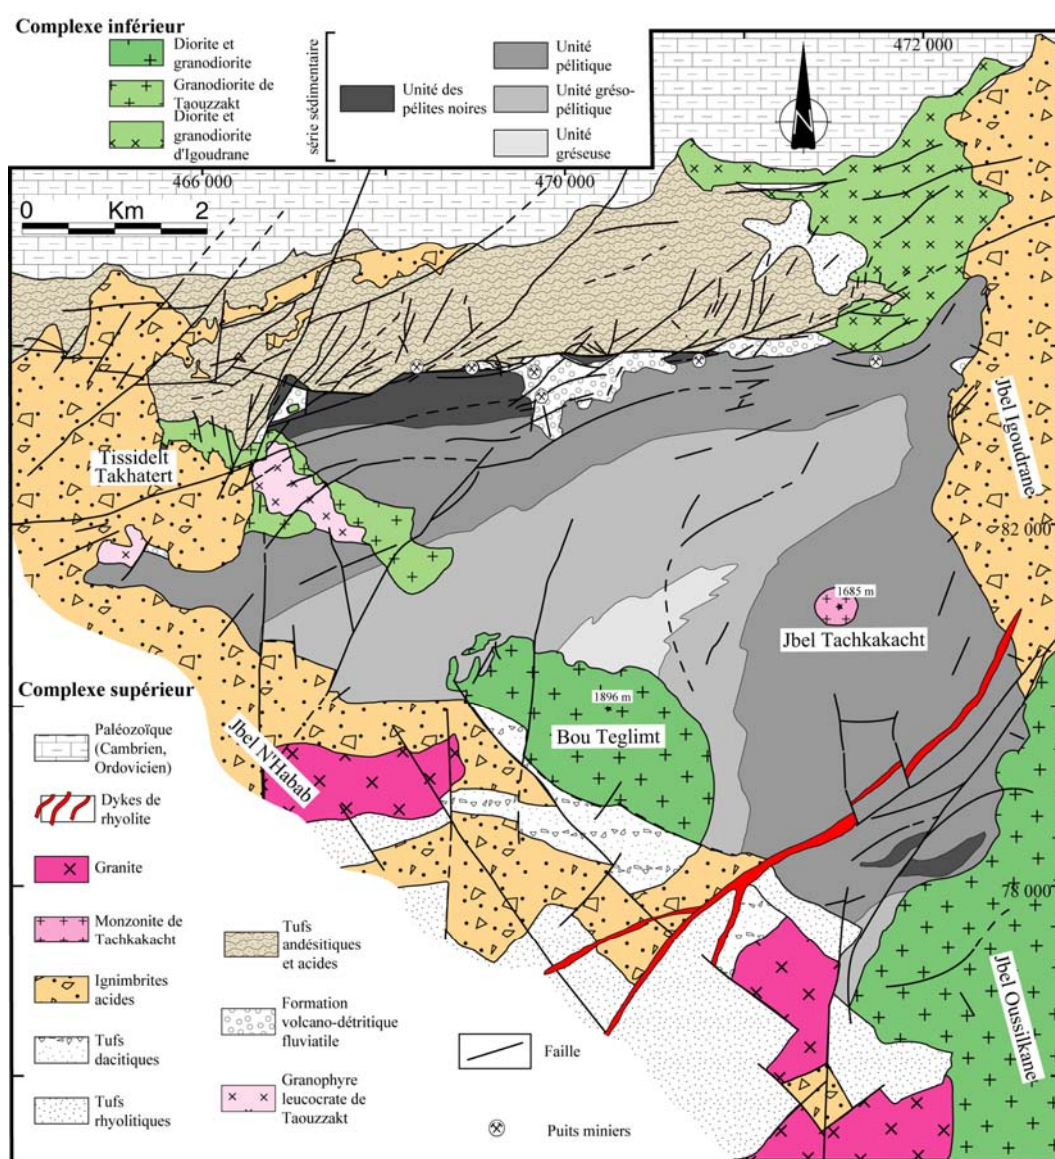 Complexe inférieur
Diorite et
granodiorite
Granodiorite de
Taouzzakt
Diorite et
granodiorite
d'Igoudrane
série sédimentaire
Unité des
pélites noires
Unité
pélitique
Unité gréso-
pélitique
Unité
gréseuse
N
472 000
466 000
470 000
0 Km 2
Jbel Igoudrane
Tissidelt
Takhatert
82 000
1685 m
Jbel Tachkakacht
1896 m
Bou Teglimt
Jbel N'Habab
78 000
Jbel Oussilkane
Complexe supérieur
Paléozoïque
(Cambrien,
Ordovicien)
Dykes de
rhyolite
Granite
Monzonite de
Tachkakacht
Ignimbrites
acides
Tufs
dacitiques
Tufs
rhyolitiques
Tufs
andésitiques
et acides
Formation
volcano-détritique
fluviatile
Granophyre
leucocrate de
Taouzzakt
Faille
Puits miniers